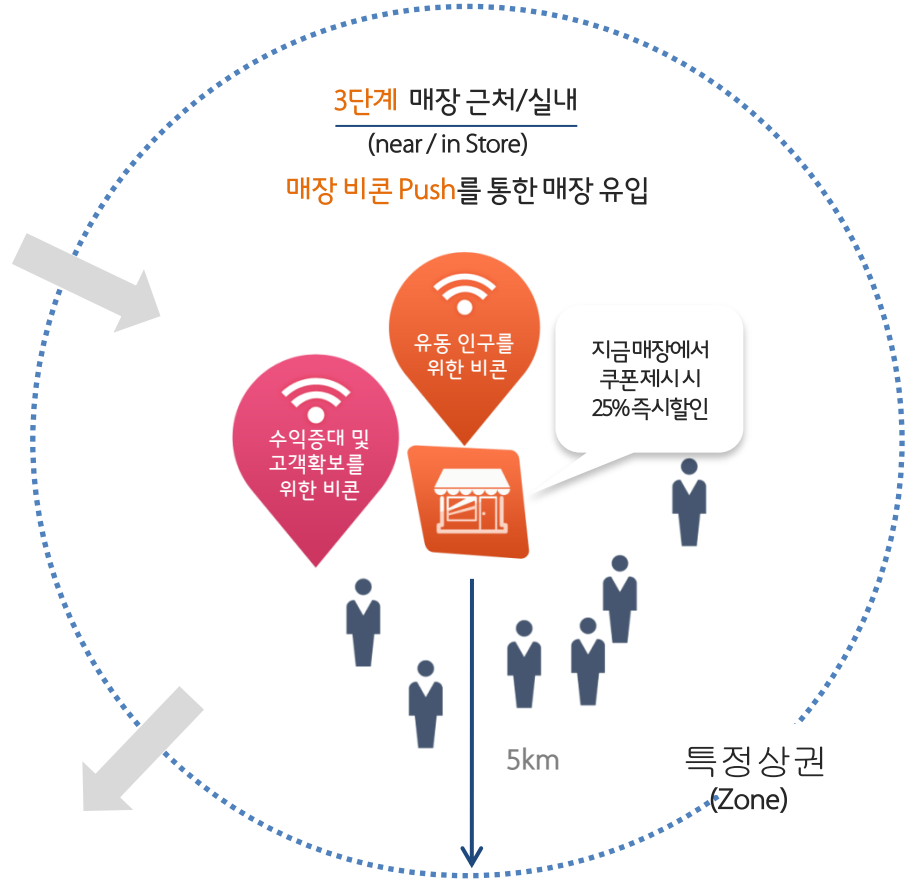 3단계 매장 근처/실내
(near / in Store)
매장 비콘 Push를 통한 매장 유입
유동 인구를
위한 비콘
지금 매장에서
쿠폰 제시 시
25% 즉시할인
수익증대 및
고객확보를
위한 비콘
5km
특정상권
(Zone)